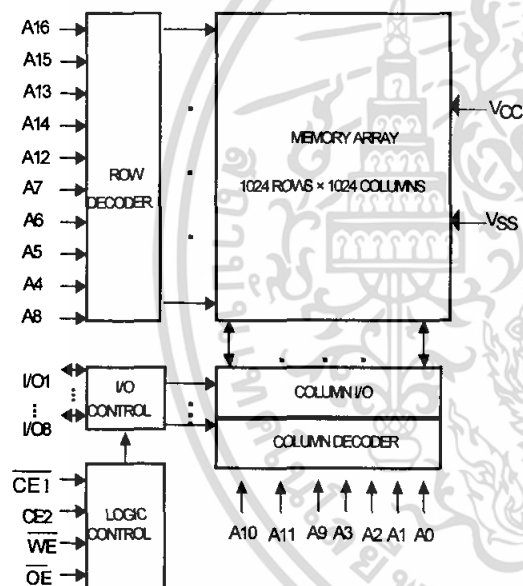 A16
A15
A13
A14
A12
A7
A6
A5
A4
A8
ROW
DECODER
MEMORY ARRAY
1024 ROWS × 1024 COLUMNS
VCC
VSS
I/O1
I/O8
I/O
CONTROL
COLUMN I/O
COLUMN DECODER
CE1
CE2
WE
OE
LOGIC
CONTROL
A10 A11 A9 A3 A2 A1 A0